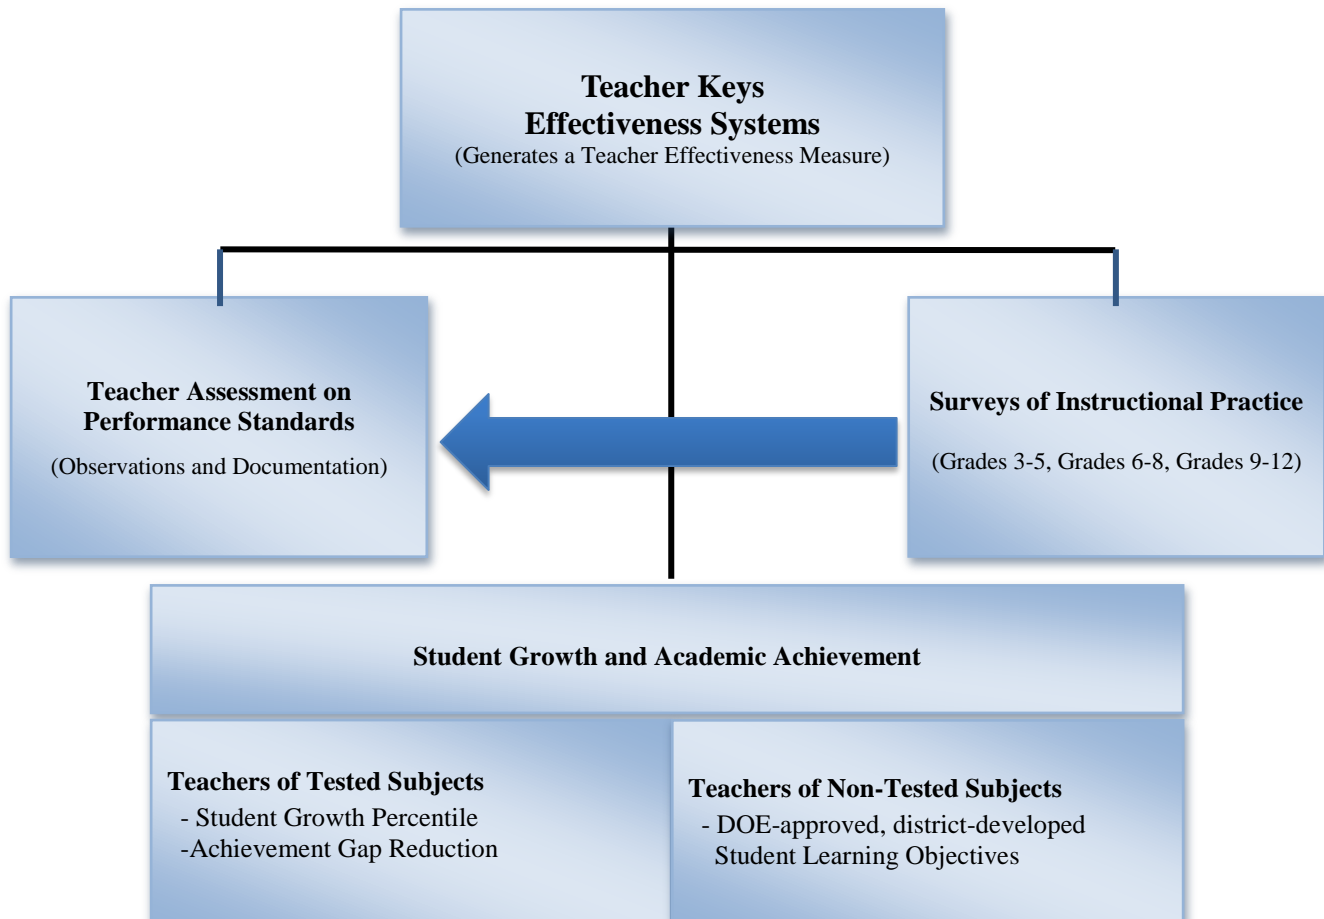 Teacher Keys
Effectiveness Systems
(Generates a Teacher Effectiveness Measure)
Teacher Assessment on
Performance Standards
(Observations and Documentation)
Surveys of Instructional Practice
(Grades 3-5, Grades 6-8, Grades 9-12)
Student Growth and Academic Achievement
Teachers of Tested Subjects
- Student Growth Percentile
-Achievement Gap Reduction
Teachers of Non-Tested Subjects
- DOE-approved, district-developed
Student Learning Objectives